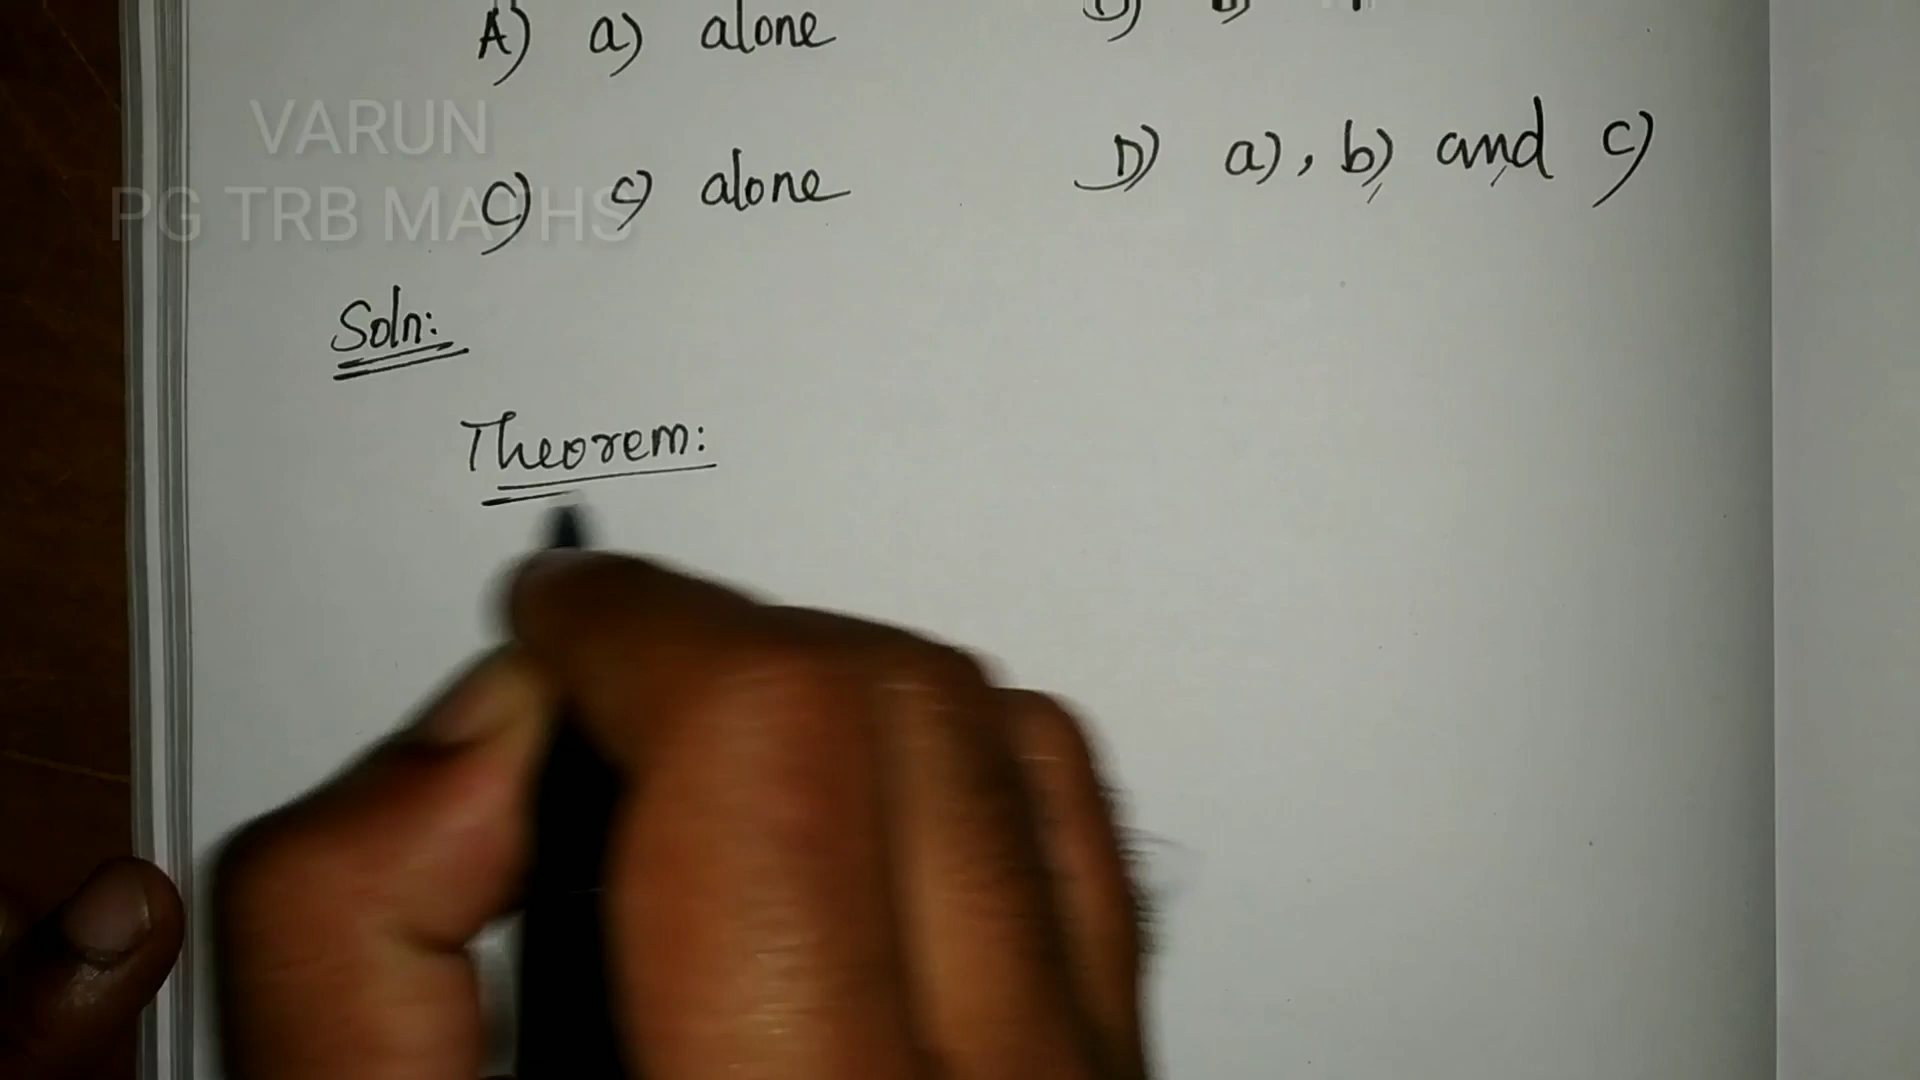 A) a) alone
VARUN
C) c) alone D) a), b) and c)
PG TRB MATHS
Soln:
Theorem: